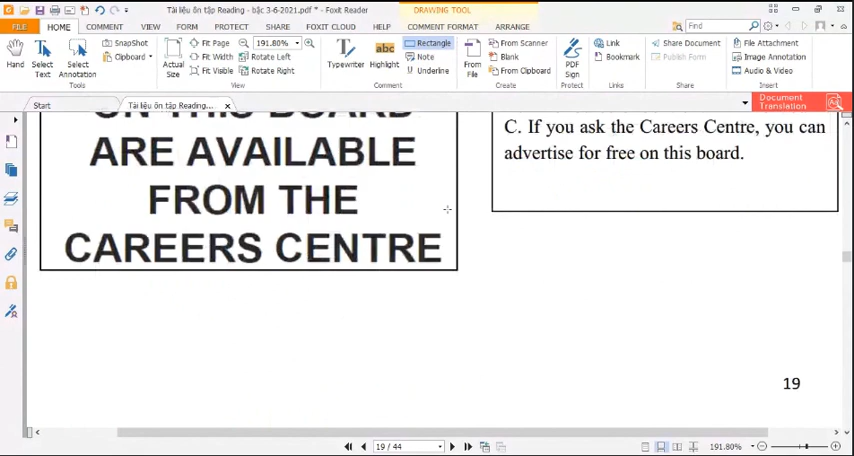 Tài liệu ôn tập Reading - bậc 3-6-2021.pdf * - Foxit Reader
DRAWING TOOL
FILE HOME COMMENT VIEW FORM PROTECT SHARE FOXIT CLOUD HELP COMMENT FORMAT ARRANGE
Find
Hand
Select Text
Select Annotation
SnapShot
Clipboard
Tools
Actual Size
Fit Page
Fit Width
Fit Visible
191.80%
Rotate Left
Rotate Right
View
Typewriter
abc
Highlight
Rectangle
Note
Underline
Comment
From File
From Scanner
Blank
From Clipboard
Create
PDF Sign
Protect
Link
Bookmark
Links
Share Document
Publish Form
Share
File Attachment
Image Annotation
Audio & Video
Insert
Start
Tài liệu ôn tập Reading...
Document Translation
ON THIS BOARD
ARE AVAILABLE
FROM THE
CAREERS CENTRE
C. If you ask the Careers Centre, you can
advertise for free on this board.
19
19 / 44
191.80%